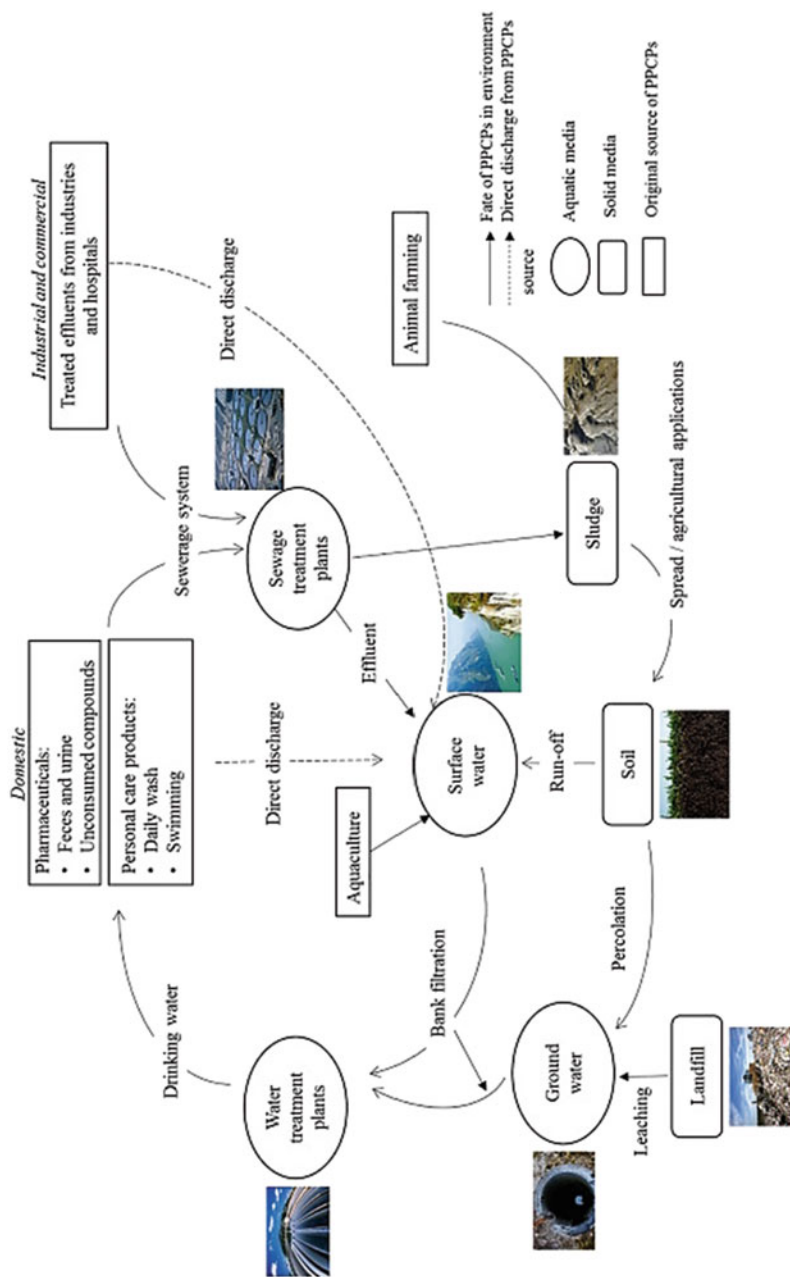 Domestic
Pharmaceuticals:
• Feces and urine
• Unconsumed compounds
Personal care products:
• Daily wash
• Swimming
Industrial and commercial
Treated effluents from industries
and hospitals
Drinking water
Sewerage system
Direct discharge
Direct discharge
Water
treatment
plants
Aquaculture
Sewage
treatment
plants
Effluent
Bank filtration
Surface
water
Animal farming
Ground
water
Run-off
Sludge
Percolation
Leaching
Soil
Spread / agricultural applications
Landfill
Fate of PPCPs in environment
Direct discharge from PPCPs
source
Aquatic media
Solid media
Original source of PPCPs